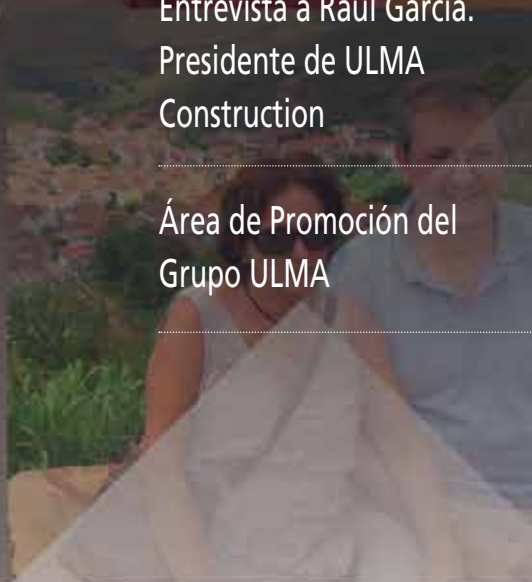 Entrevista a Raúl García.
Presidente de ULMA
Construction
Área de Promoción del
Grupo ULMA